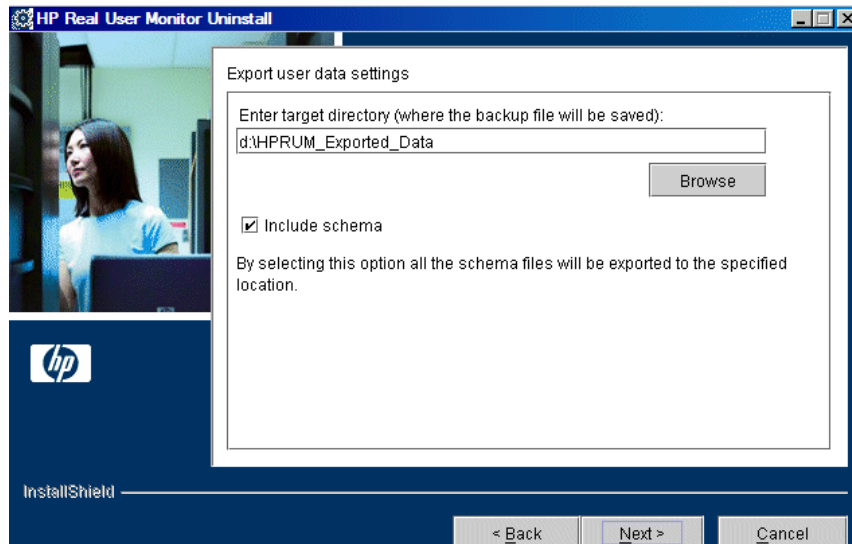 HP Real User Monitor Uninstall
Export user data settings
Enter target directory (where the backup file will be saved):
d:\HPRUM_Exported_Data
Browse
Include schema
By selecting this option all the schema files will be exported to the specified
location.
hp
InstallShield
< Back
Next >
Cancel